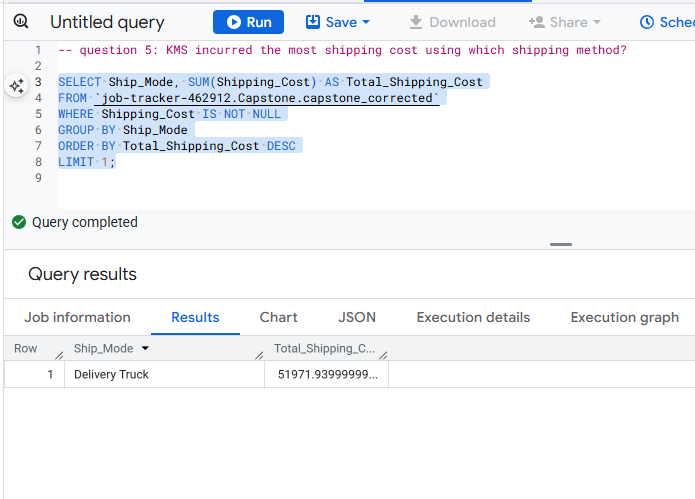 Untitled query Run Save Download Share Sched
1 -- question 5: KMS incurred the most shipping cost using which shipping method?
2
3 SELECT Ship_Mode, SUM(Shipping_Cost) AS Total_Shipping_Cost
4 FROM `job-tracker-462912.Capstone.capstone_corrected`
5 WHERE Shipping_Cost IS NOT NULL
6 GROUP BY Ship_Mode
7 ORDER BY Total_Shipping_Cost DESC
8 LIMIT 1;
9
Query completed
Query results
Job information Results Chart JSON Execution details Execution graph
Row Ship_Mode Total_Shipping_C...
1 Delivery Truck 51971.93999999...